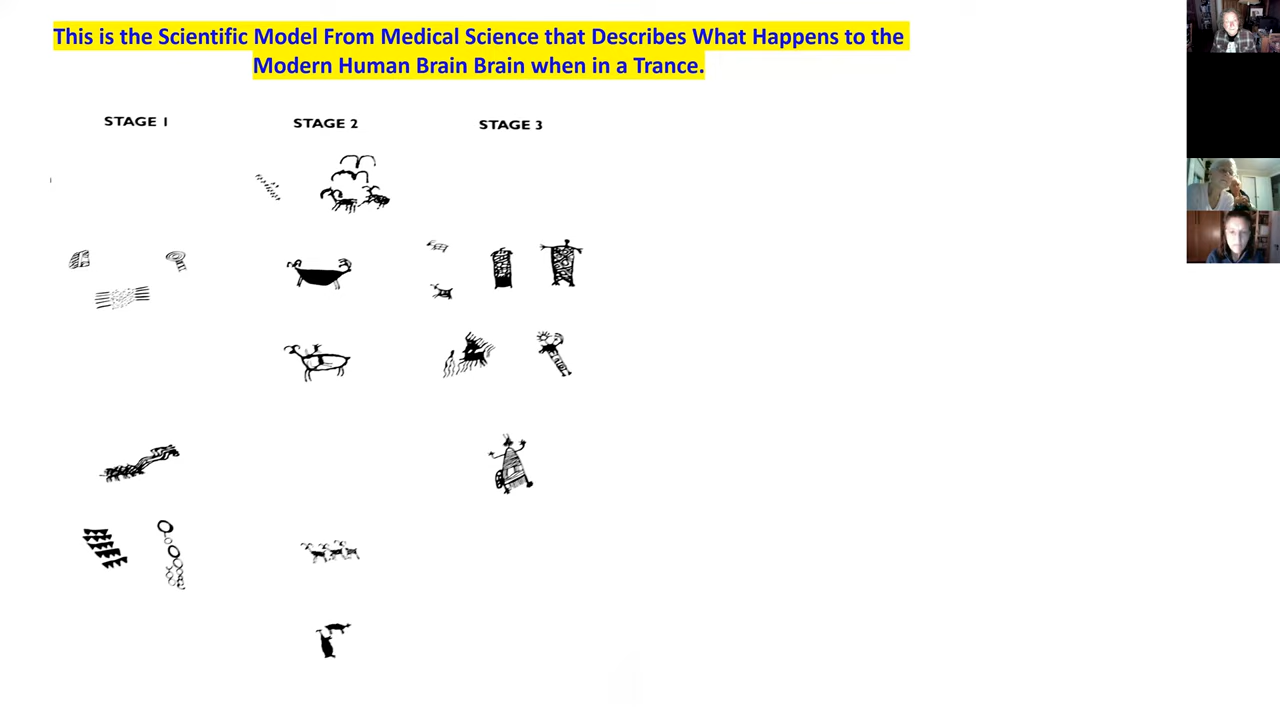 This is the Scientific Model From Medical Science that Describes What Happens to the
Modern Human Brain Brain when in a Trance.
STAGE 1
STAGE 2
STAGE 3